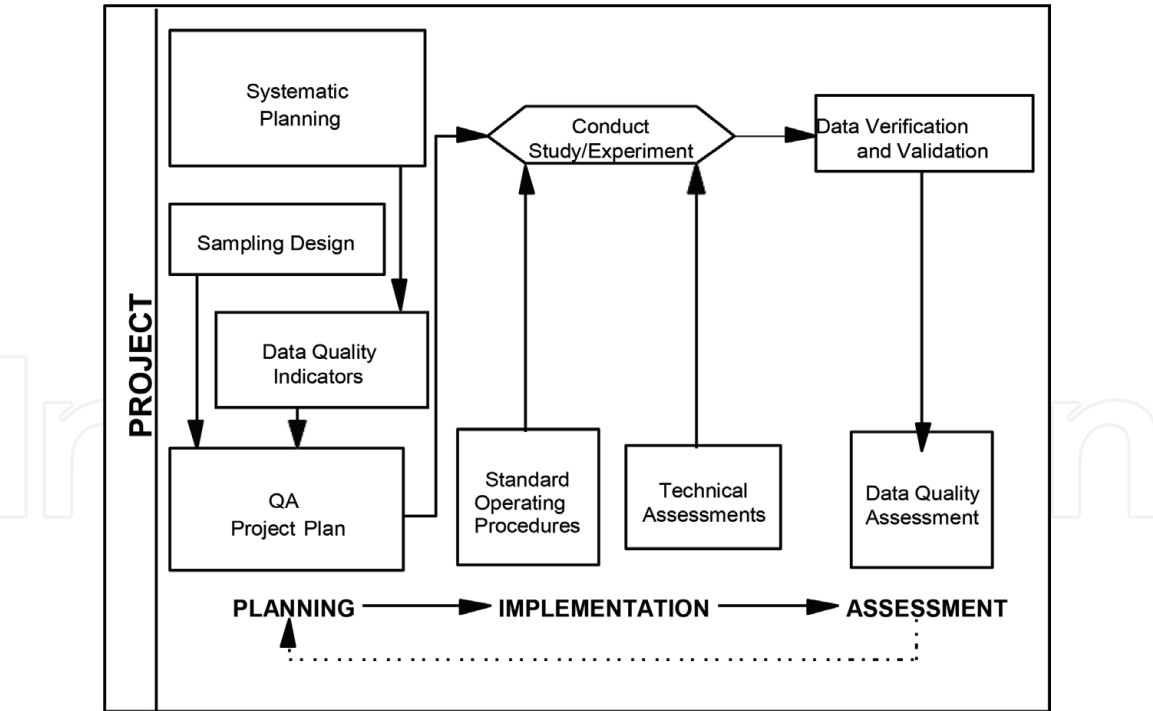 PROJECT
Systematic
Planning
Sampling Design
Data Quality
Indicators
QA
Project Plan
Conduct
Study/Experiment
Standard
Operating
Procedures
Technical
Assessments
Data Verification
and Validation
Data Quality
Assessment
PLANNING
IMPLEMENTATION
ASSESSMENT